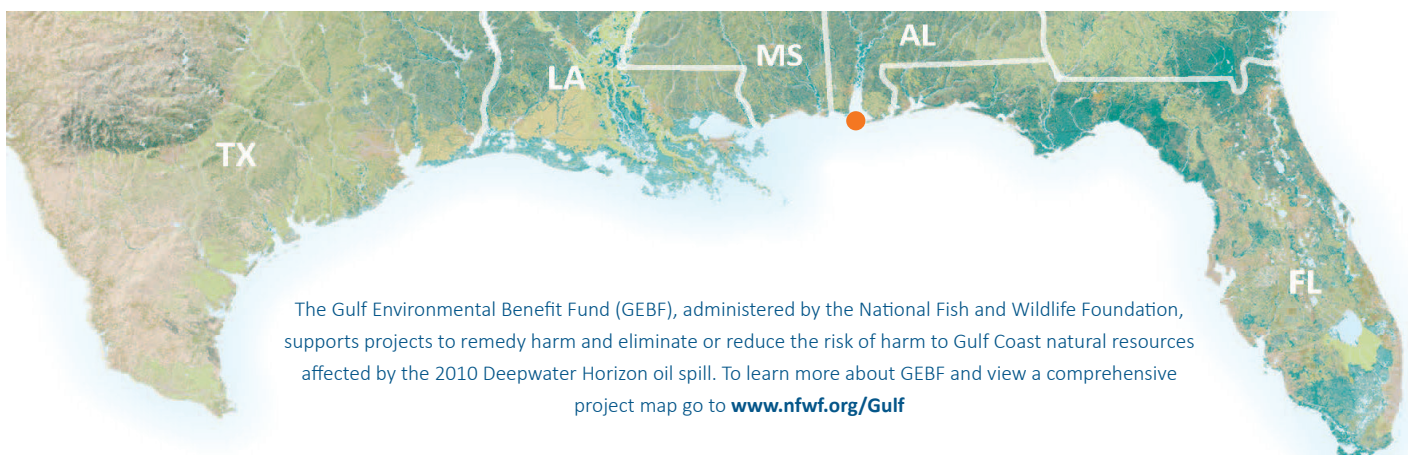 AL
MS
LA
TX
FL
The Gulf Environmental Benefit Fund (GEBF), administered by the National Fish and Wildlife Foundation,
supports projects to remedy harm and eliminate or reduce the risk of harm to Gulf Coast natural resources
affected by the 2010 Deepwater Horizon oil spill. To learn more about GEBF and view a comprehensive
project map go to www.nfwf.org/Gulf